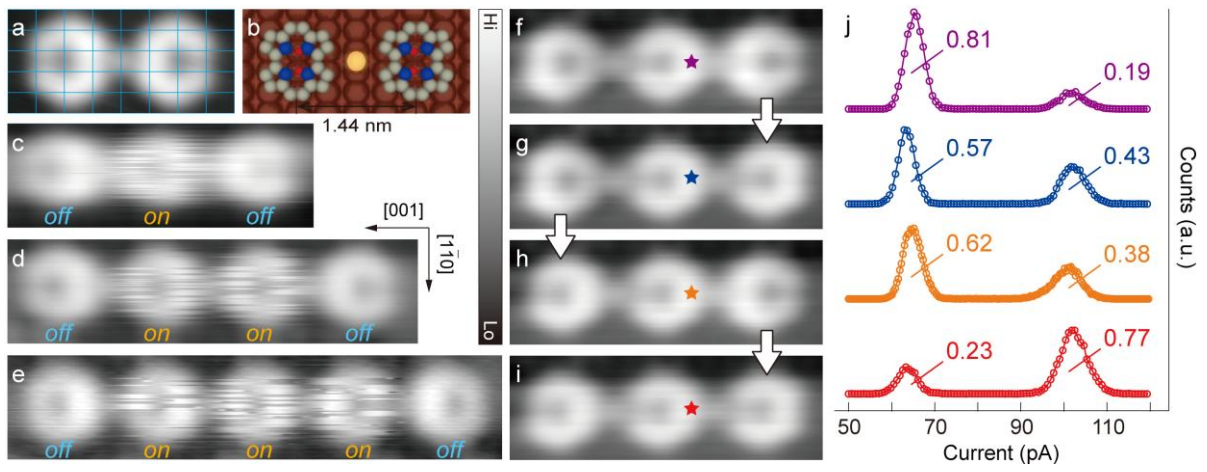 a
b
1.44 nm
Hi
Lo
c
off on off
[001]
[11̄0]
d
off on on off
e
off on on on off
f
g
h
i
j
0.81
0.19
0.57
0.43
0.62
0.38
0.23
0.77
50 70 90 110
Current (pA)
Counts (a.u.)